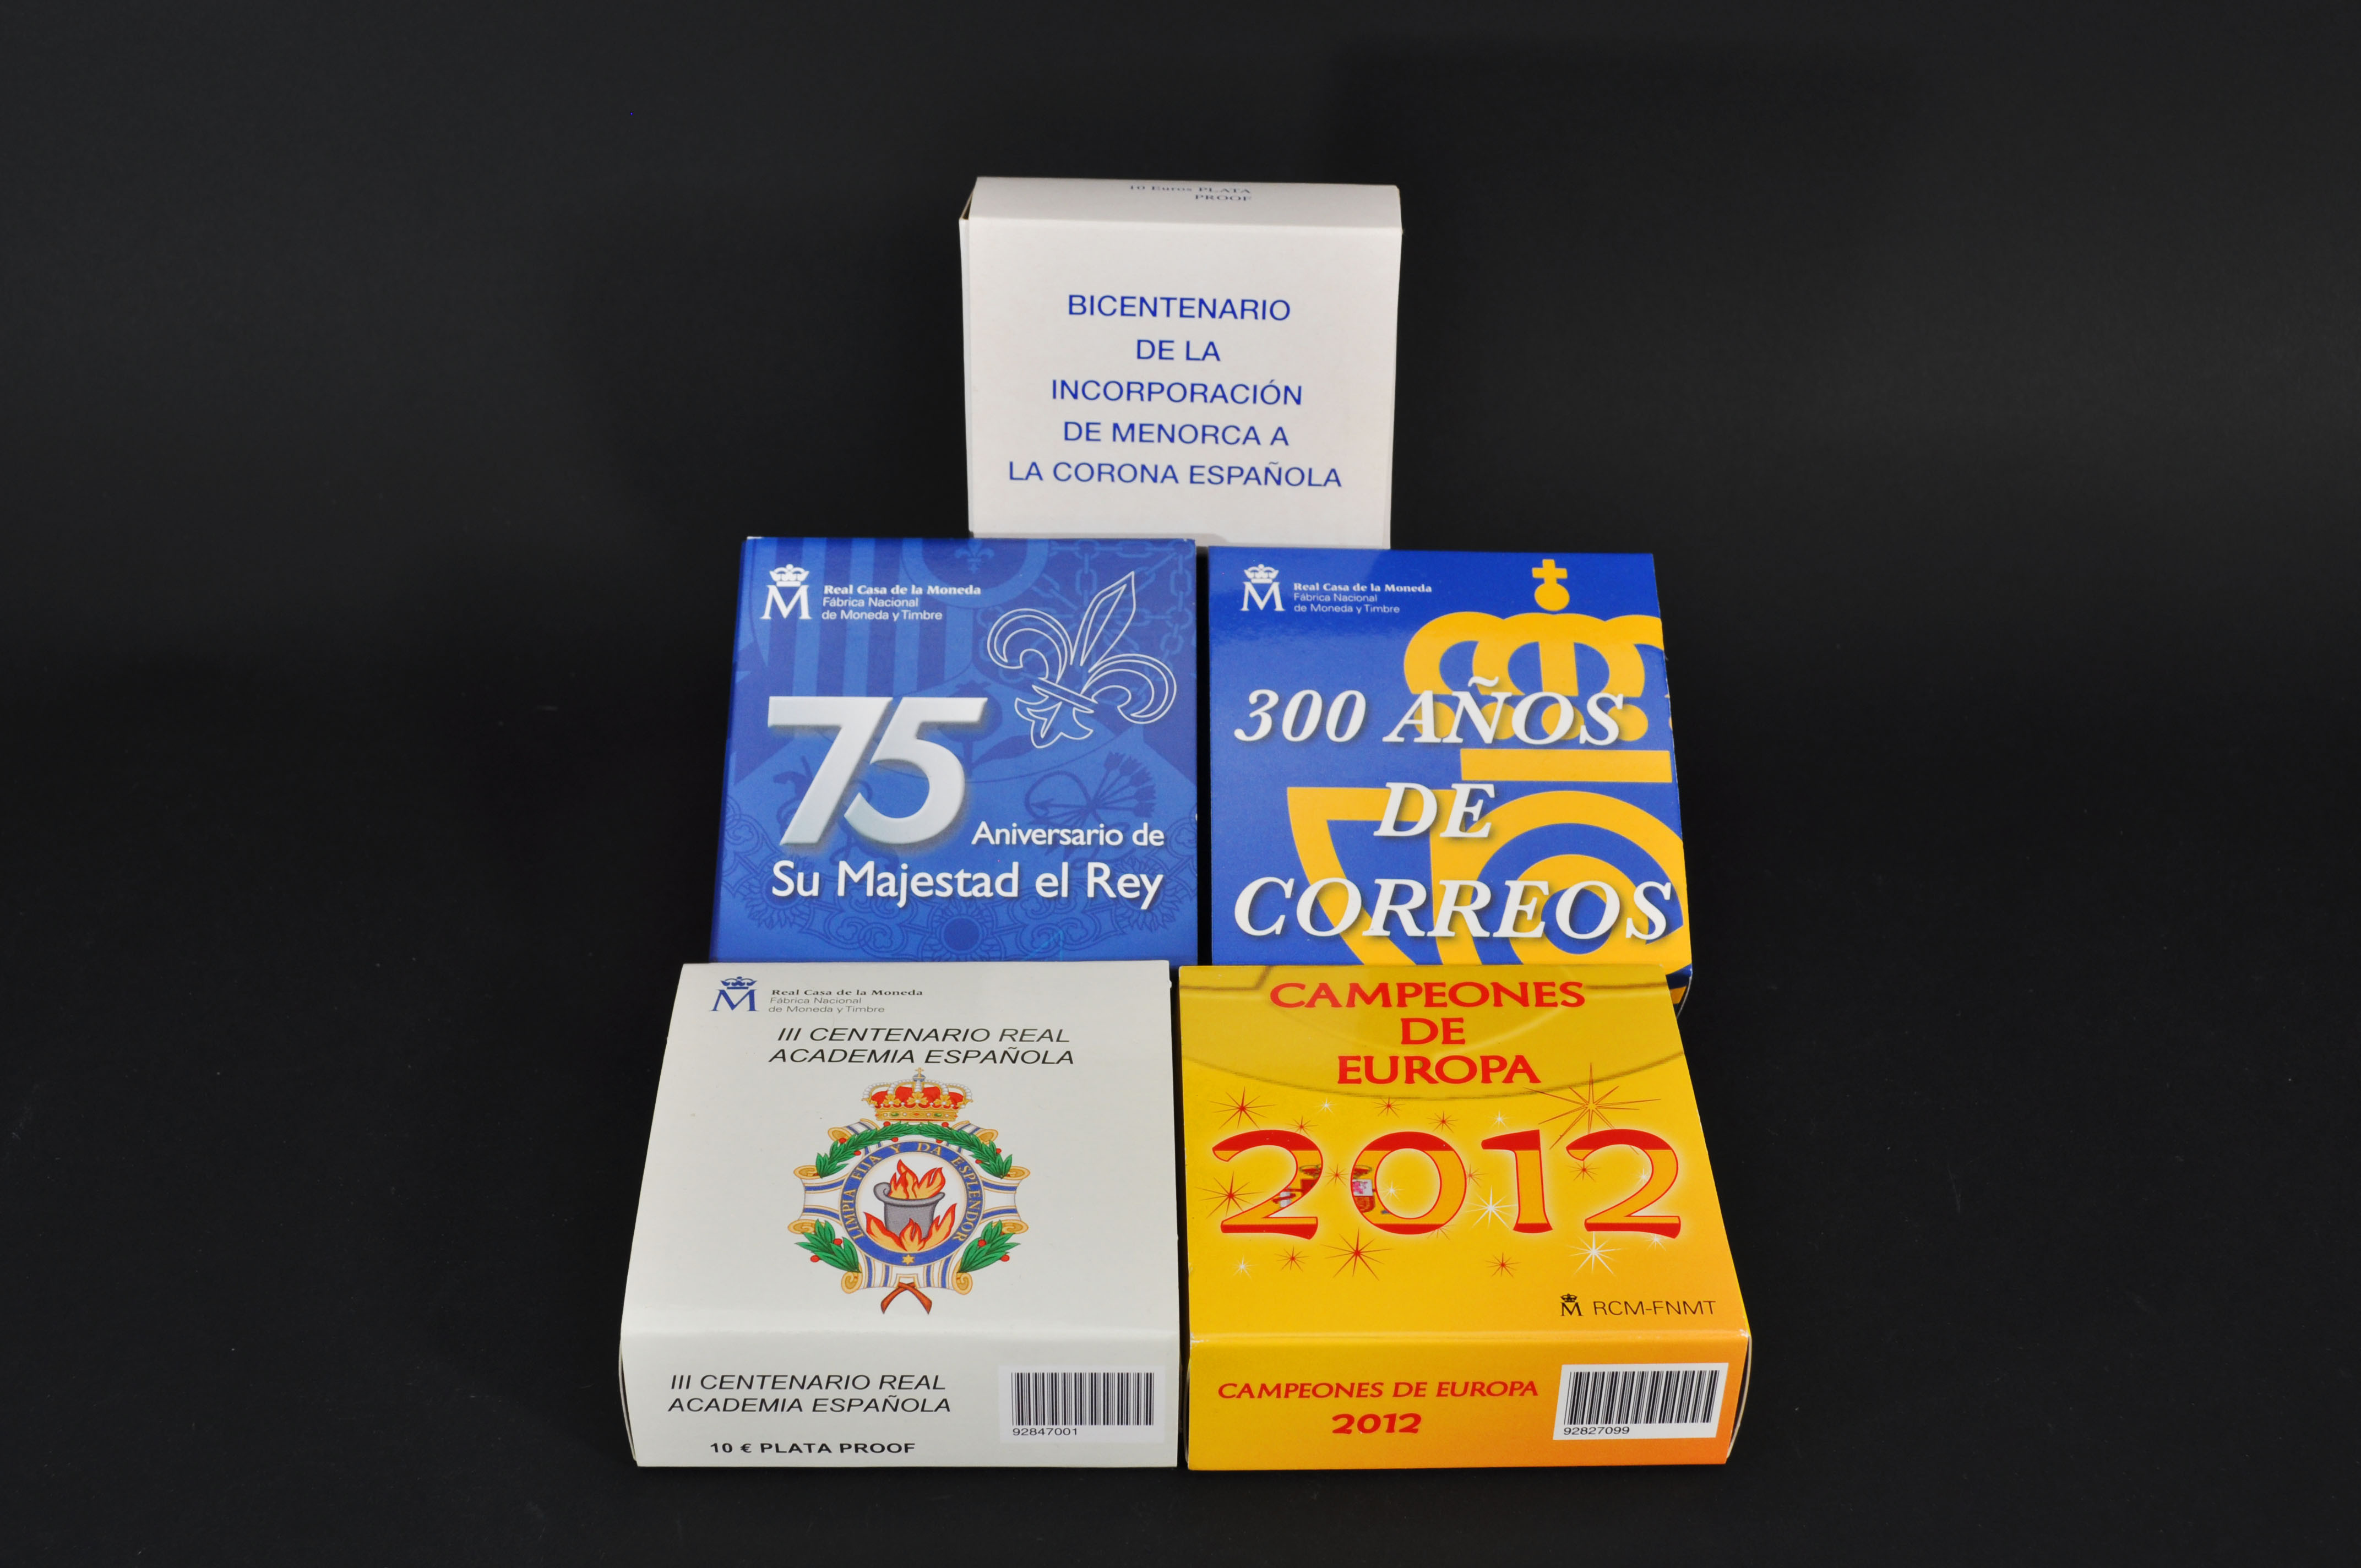 10 Euros PLATA
PROOF
BICENTENARIO
DE LA
INCORPORACIÓN
DE MENORCA A
LA CORONA ESPAÑOLA
M
Real Casa de la Moneda
Fábrica Nacional
de Moneda y Timbre
75
Aniversario de
Su Majestad el Rey
M
Real Casa de la Moneda
Fábrica Nacional
de Moneda y Timbre
300 AÑOS
DE
CORREOS
M
Real Casa de la Moneda
Fábrica Nacional
de Moneda y Timbre
III CENTENARIO REAL
ACADEMIA ESPAÑOLA
LIMPIA FIJA Y DA ESPLENDOR
III CENTENARIO REAL
ACADEMIA ESPAÑOLA
10 € PLATA PROOF
92847001
CAMPEONES
DE
EUROPA
2012
M RCM-FNMT
CAMPEONES DE EUROPA
2012
92827099